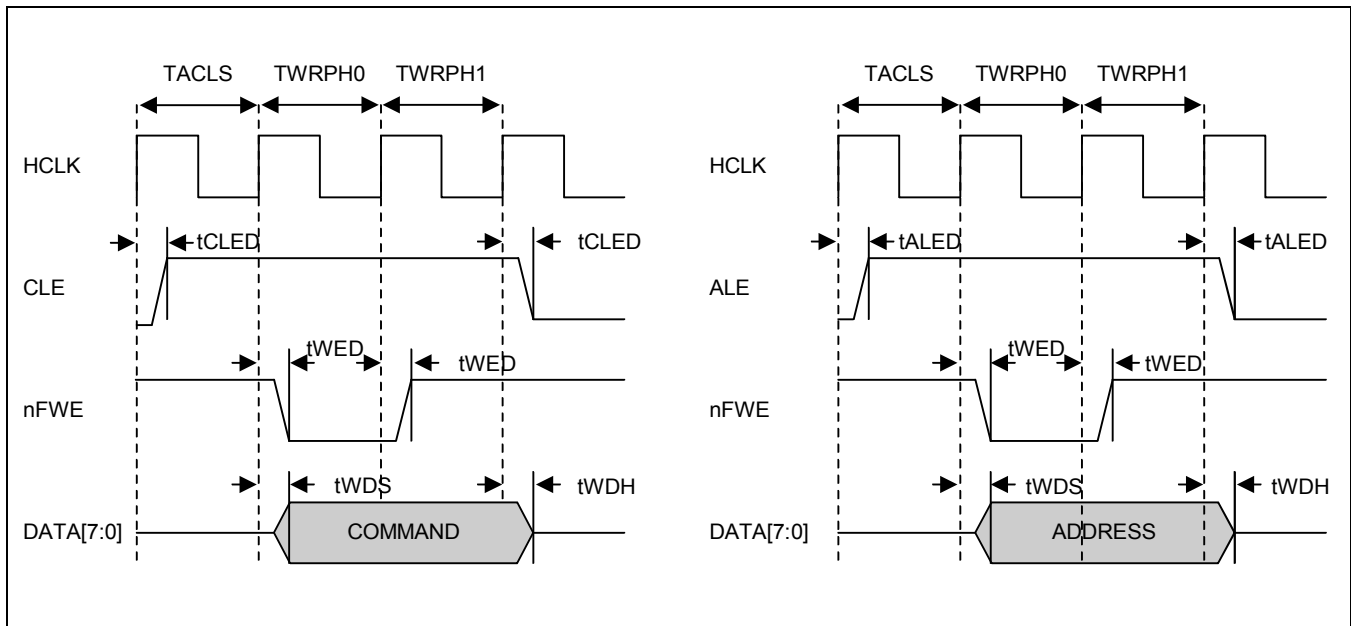 TACLS TWRPH0 TWRPH1 TACLS TWRPH0 TWRPH1
HCLK HCLK
tCLED tCLED tALED tALED
CLE ALE
tWED tWED tWED tWED
nFWE nFWE
tWDS tWDH tWDS tWDH
DATA[7:0] COMMAND DATA[7:0] ADDRESS